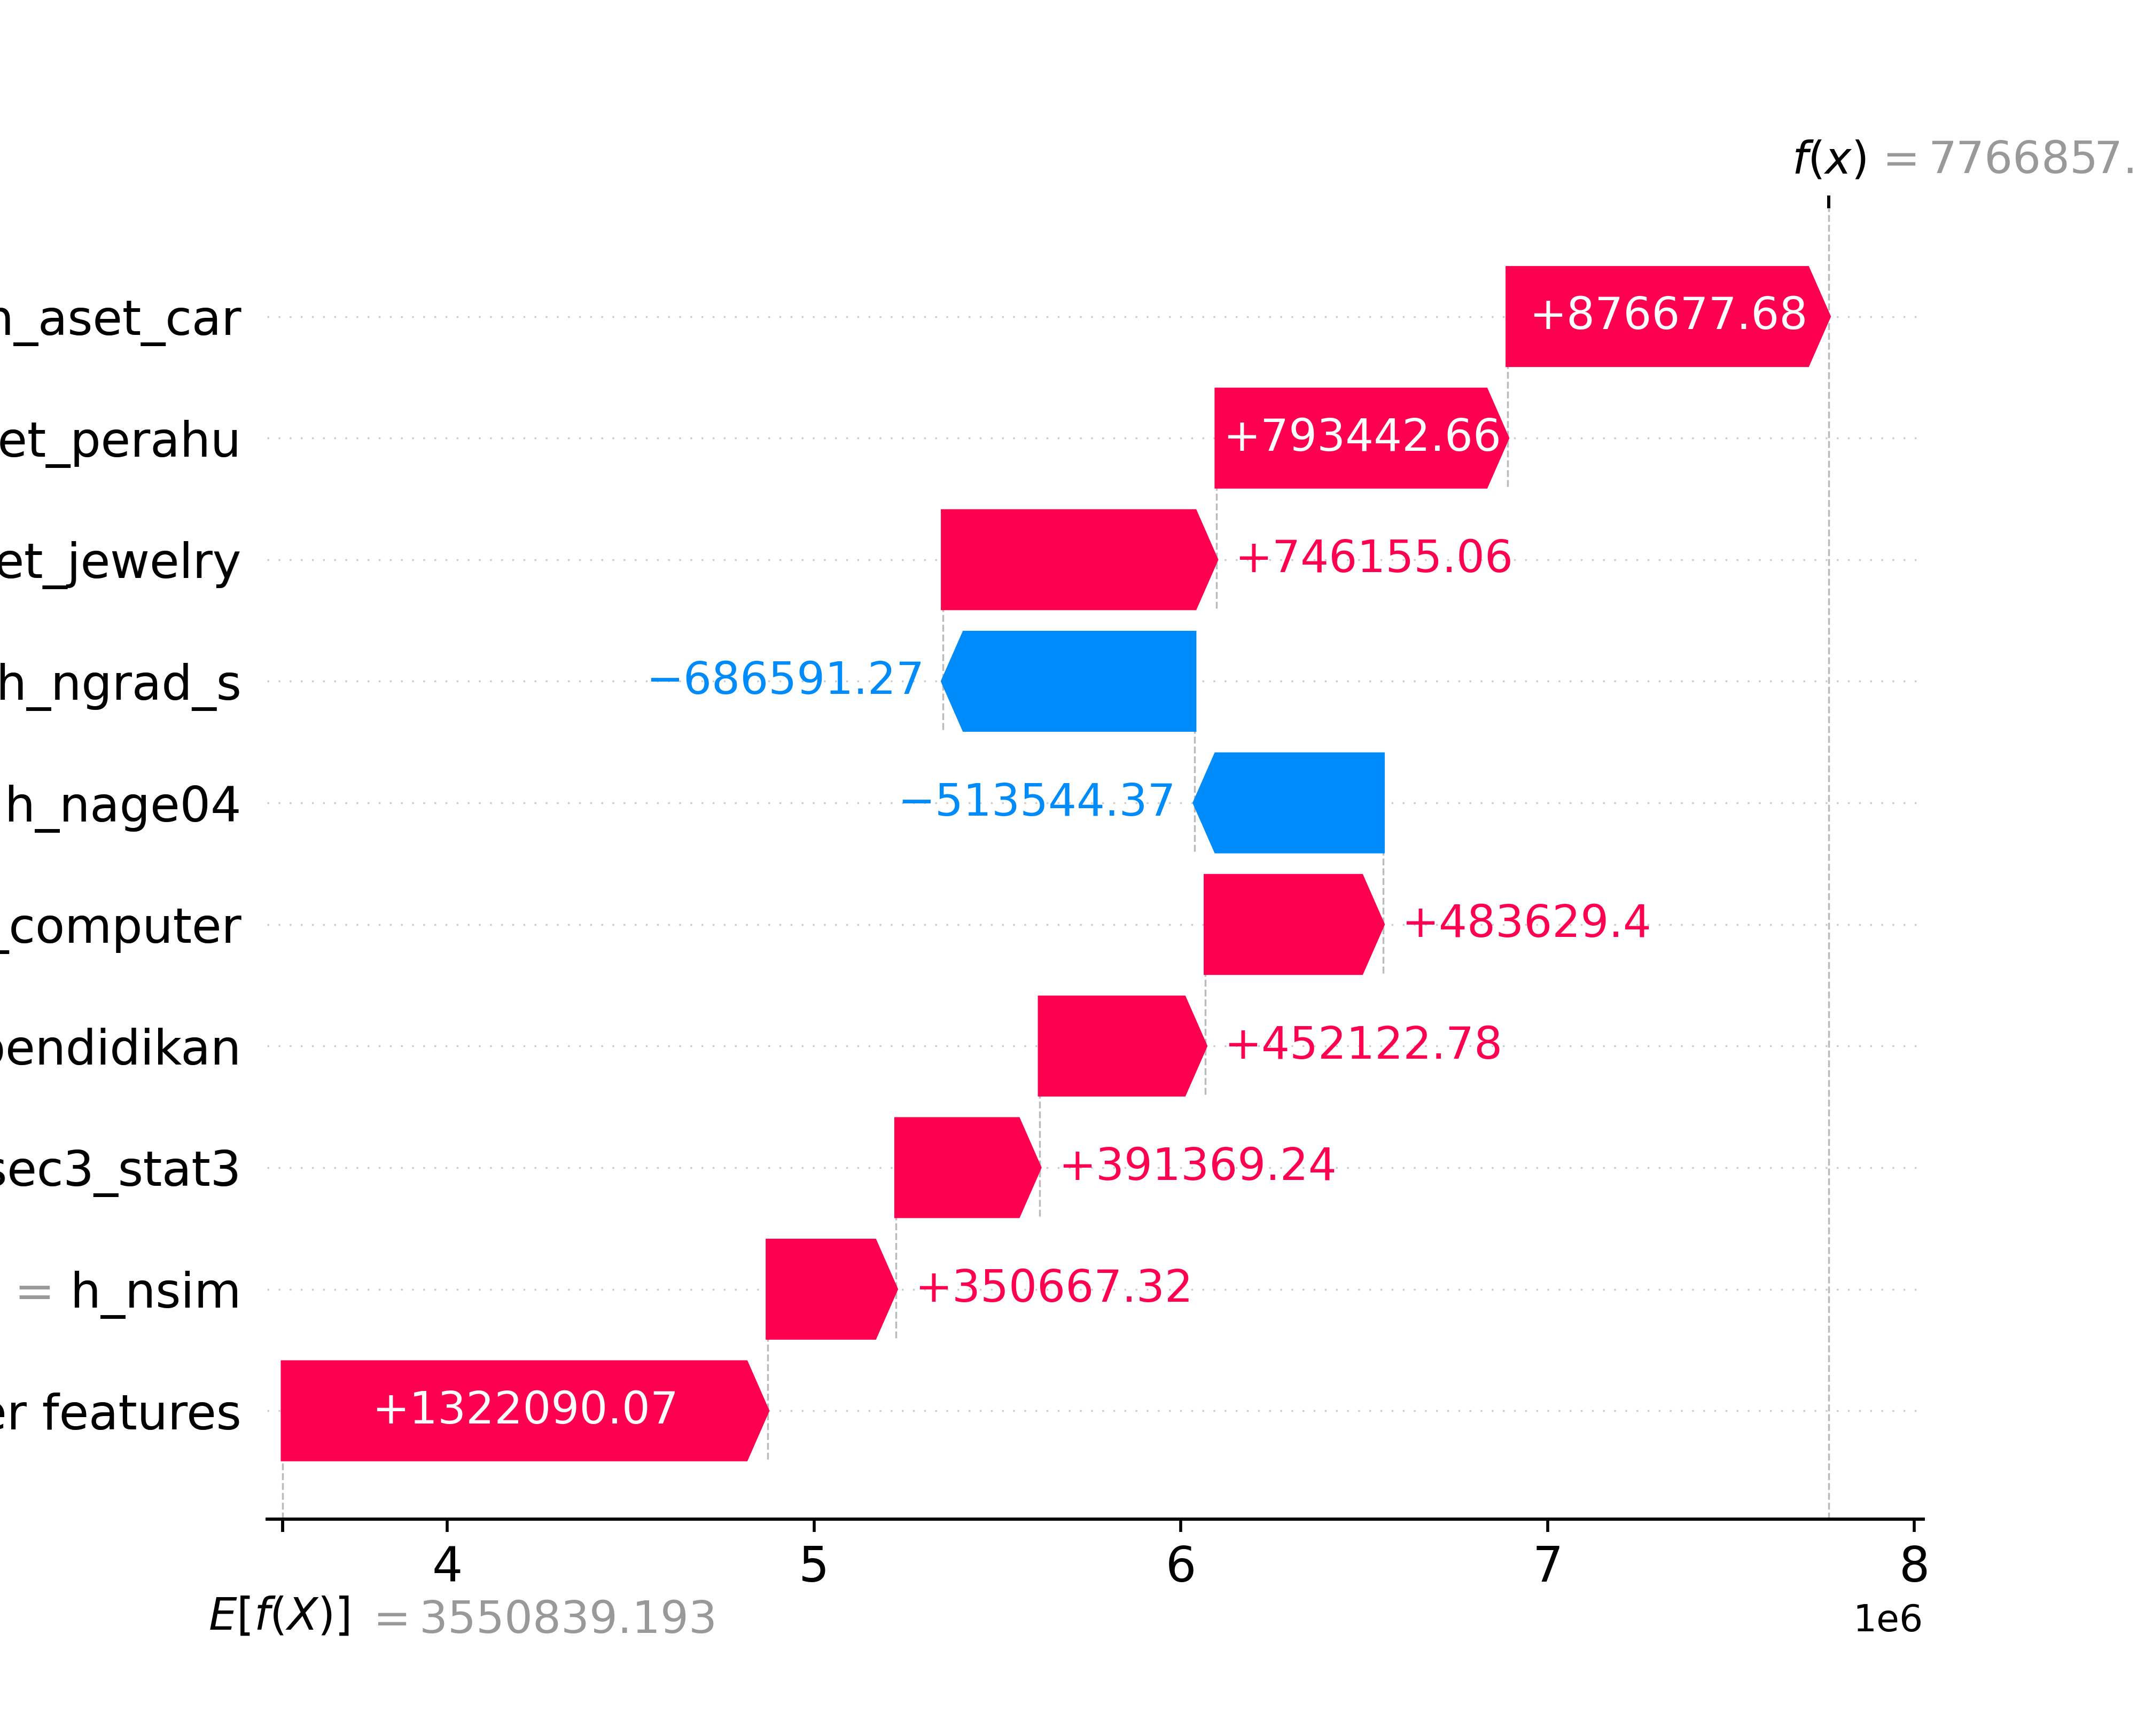 f(x) = 7766857.
n_aset_car +876677.68
et_perahu +793442.66
et_jewelry +746155.06
h_ngrad_s −686591.27
h_nage04 −513544.37
_computer +483629.4
pendidikan +452122.78
sec3_stat3 +391369.24
= h_nsim +350667.32
er features +1322090.07
4 5 6 7 8
E[f(X)] = 3550839.193
1e6